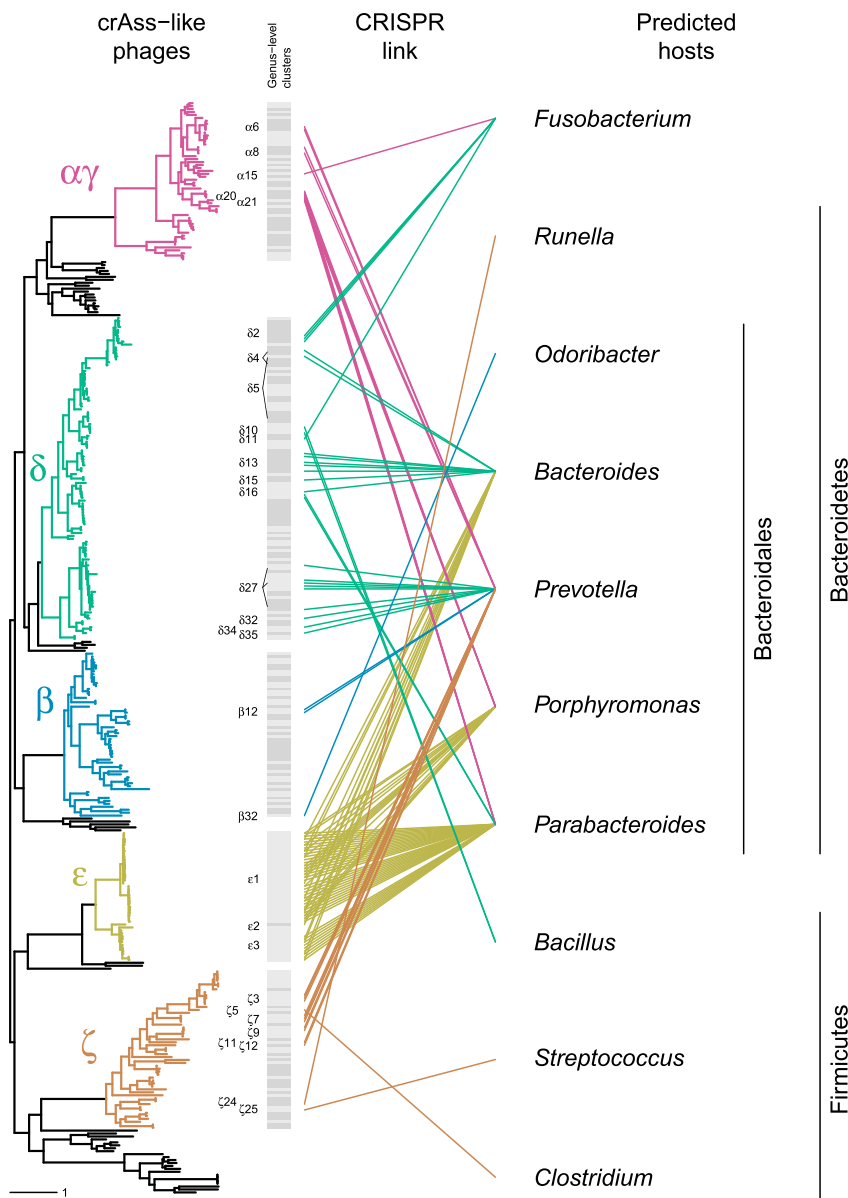 crAss−like
phages
Genus−level
clusters
CRISPR
link
Predicted
hosts
αγ
δ
β
ε
ζ
α6
α8
α15
α20
α21
δ2
δ4
δ5
δ10
δ11
δ13
δ15
δ16
δ27
δ32
δ34
δ35
β12
β32
ε1
ε2
ε3
ζ3
ζ5
ζ7
ζ9
ζ11
ζ12
ζ24
ζ25
Fusobacterium
Runella
Odoribacter
Bacteroides
Prevotella
Porphyromonas
Parabacteroides
Bacillus
Streptococcus
Clostridium
Bacteroidales
Bacteroidetes
Firmicutes
1